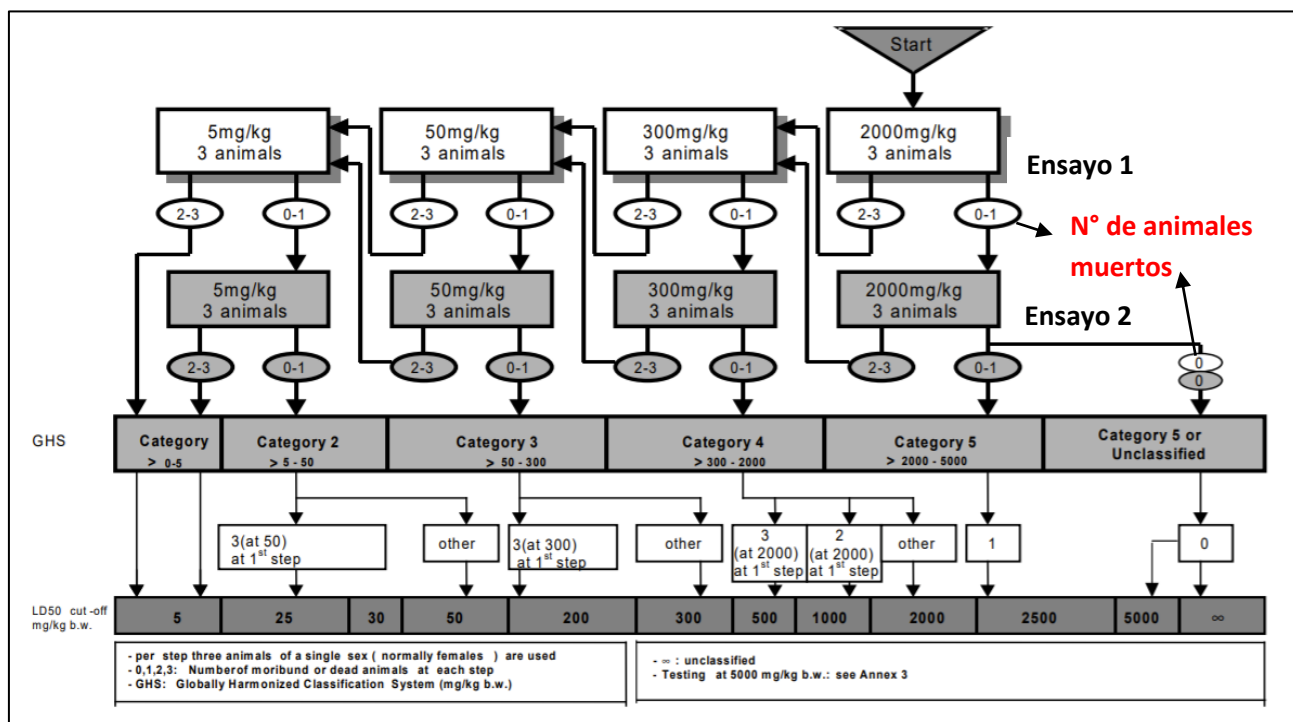 Start
5mg/kg
3 animals
50mg/kg
3 animals
300mg/kg
3 animals
2000mg/kg
3 animals
Ensayo 1
2-3
0-1
2-3
0-1
2-3
0-1
2-3
0-1
N° de animales
muertos
5mg/kg
3 animals
50mg/kg
3 animals
300mg/kg
3 animals
2000mg/kg
3 animals
Ensayo 2
2-3
0-1
2-3
0-1
2-3
0-1
2-3
0-1
0
0
GHS
Category
> 0-5
Category 2
> 5 - 50
Category 3
> 50 - 300
Category 4
>300 - 2000
Category 5
> 2000 - 5000
Category 5 or
Unclassified
3(at 50)
at 1st step
other
3(at 300)
at 1st step
other
3
(at 2000)
at 1st step
2
(at 2000)
at 1st step
other
1
0
LD50 cut-off
mg/kg b.w.
5
25
30
50
200
300
500
1000
2000
2500
5000
∞
- per step three animals of a single sex ( normally females ) are used
- 0,1,2,3: Numberof moribund or dead animals at each step
- GHS: Globally Harmonized Classification System (mg/kg b.w.)
- ∞ : unclassified
- Testing at 5000 mg/kg b.w.: see Annex 3